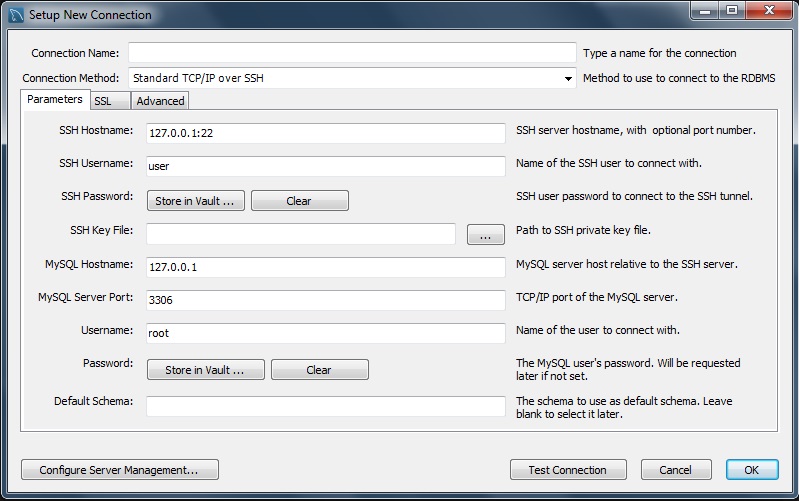 Setup New Connection
Connection Name:
Type a name for the connection
Connection Method:
Standard TCP/IP over SSH
Method to use to connect to the RDBMS
Parameters
SSL
Advanced
SSH Hostname:
127.0.0.1:22
SSH server hostname, with  optional port number.
SSH Username:
user
Name of the SSH user to connect with.
SSH Password:
Store in Vault ...
Clear
SSH user password to connect to the SSH tunnel.
SSH Key File:
...
Path to SSH private key file.
MySQL Hostname:
127.0.0.1
MySQL server host relative to the SSH server.
MySQL Server Port:
3306
TCP/IP port of the MySQL server.
Username:
root
Name of the user to connect with.
Password:
Store in Vault ...
Clear
The MySQL user's password. Will be requested
later if not set.
Default Schema:
The schema to use as default schema. Leave
blank to select it later.
Configure Server Management...
Test Connection
Cancel
OK